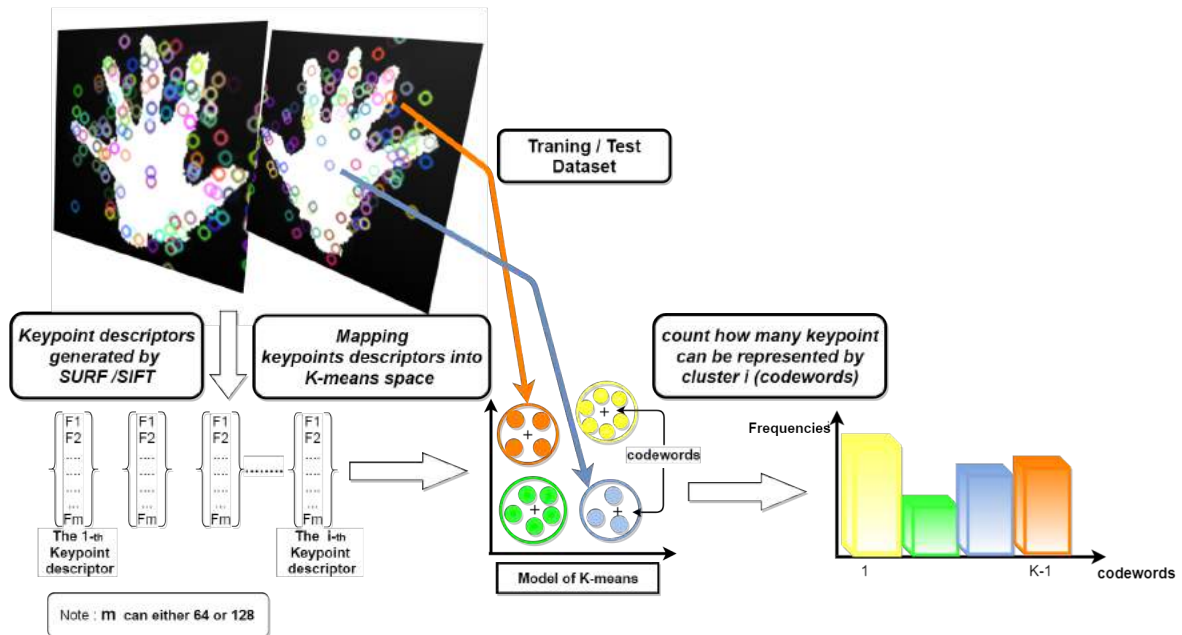 Traning / Test
Dataset
Keypoint descriptors
generated by
SURF /SIFT
Mapping
keypoints descriptors into
K-means space
count how many keypoint
can be represented by
cluster i (codewords)
F1
F2
....
....
...
Fm
F1
F2
....
....
...
Fm
F1
F2
....
....
...
Fm
........
F1
F2
....
....
...
Fm
The 1-th
Keypoint
descriptor
The i-th
Keypoint
descriptor
Note : m can either 64 or 128
codewords
Model of K-means
Frequencies
1
K-1
codewords